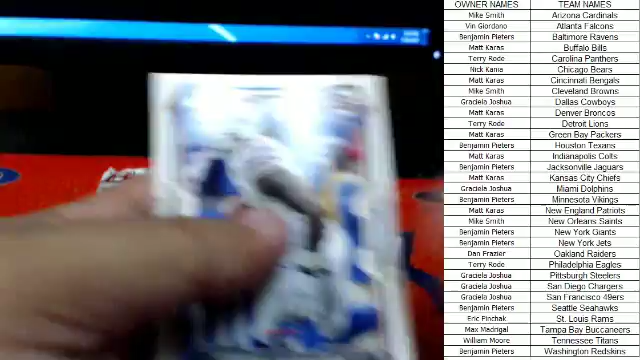 OWNER NAMES TEAM NAMES
Mike Smith Arizona Cardinals
Vin Giordano Atlanta Falcons
Benjamin Pieters Baltimore Ravens
Matt Karas Buffalo Bills
Terry Rode Carolina Panthers
Nick Kania Chicago Bears
Matt Karas Cincinnati Bengals
Mike Smith Cleveland Browns
Graciela Joshua Dallas Cowboys
Matt Karas Denver Broncos
Terry Rode Detroit Lions
Matt Karas Green Bay Packers
Benjamin Pieters Houston Texans
Matt Karas Indianapolis Colts
Benjamin Pieters Jacksonville Jaguars
Matt Karas Kansas City Chiefs
Graciela Joshua Miami Dolphins
Benjamin Pieters Minnesota Vikings
Matt Karas New England Patriots
Mike Smith New Orleans Saints
Benjamin Pieters New York Giants
Benjamin Pieters New York Jets
Dan Frazier Oakland Raiders
Terry Rode Philadelphia Eagles
Graciela Joshua Pittsburgh Steelers
Graciela Joshua San Diego Chargers
Graciela Joshua San Francisco 49ers
Benjamin Pieters Seattle Seahawks
Eric Pinchak St. Louis Rams
Max Madrigal Tampa Bay Buccaneers
William Moore Tennessee Titans
Benjamin Pieters Washington Redskins